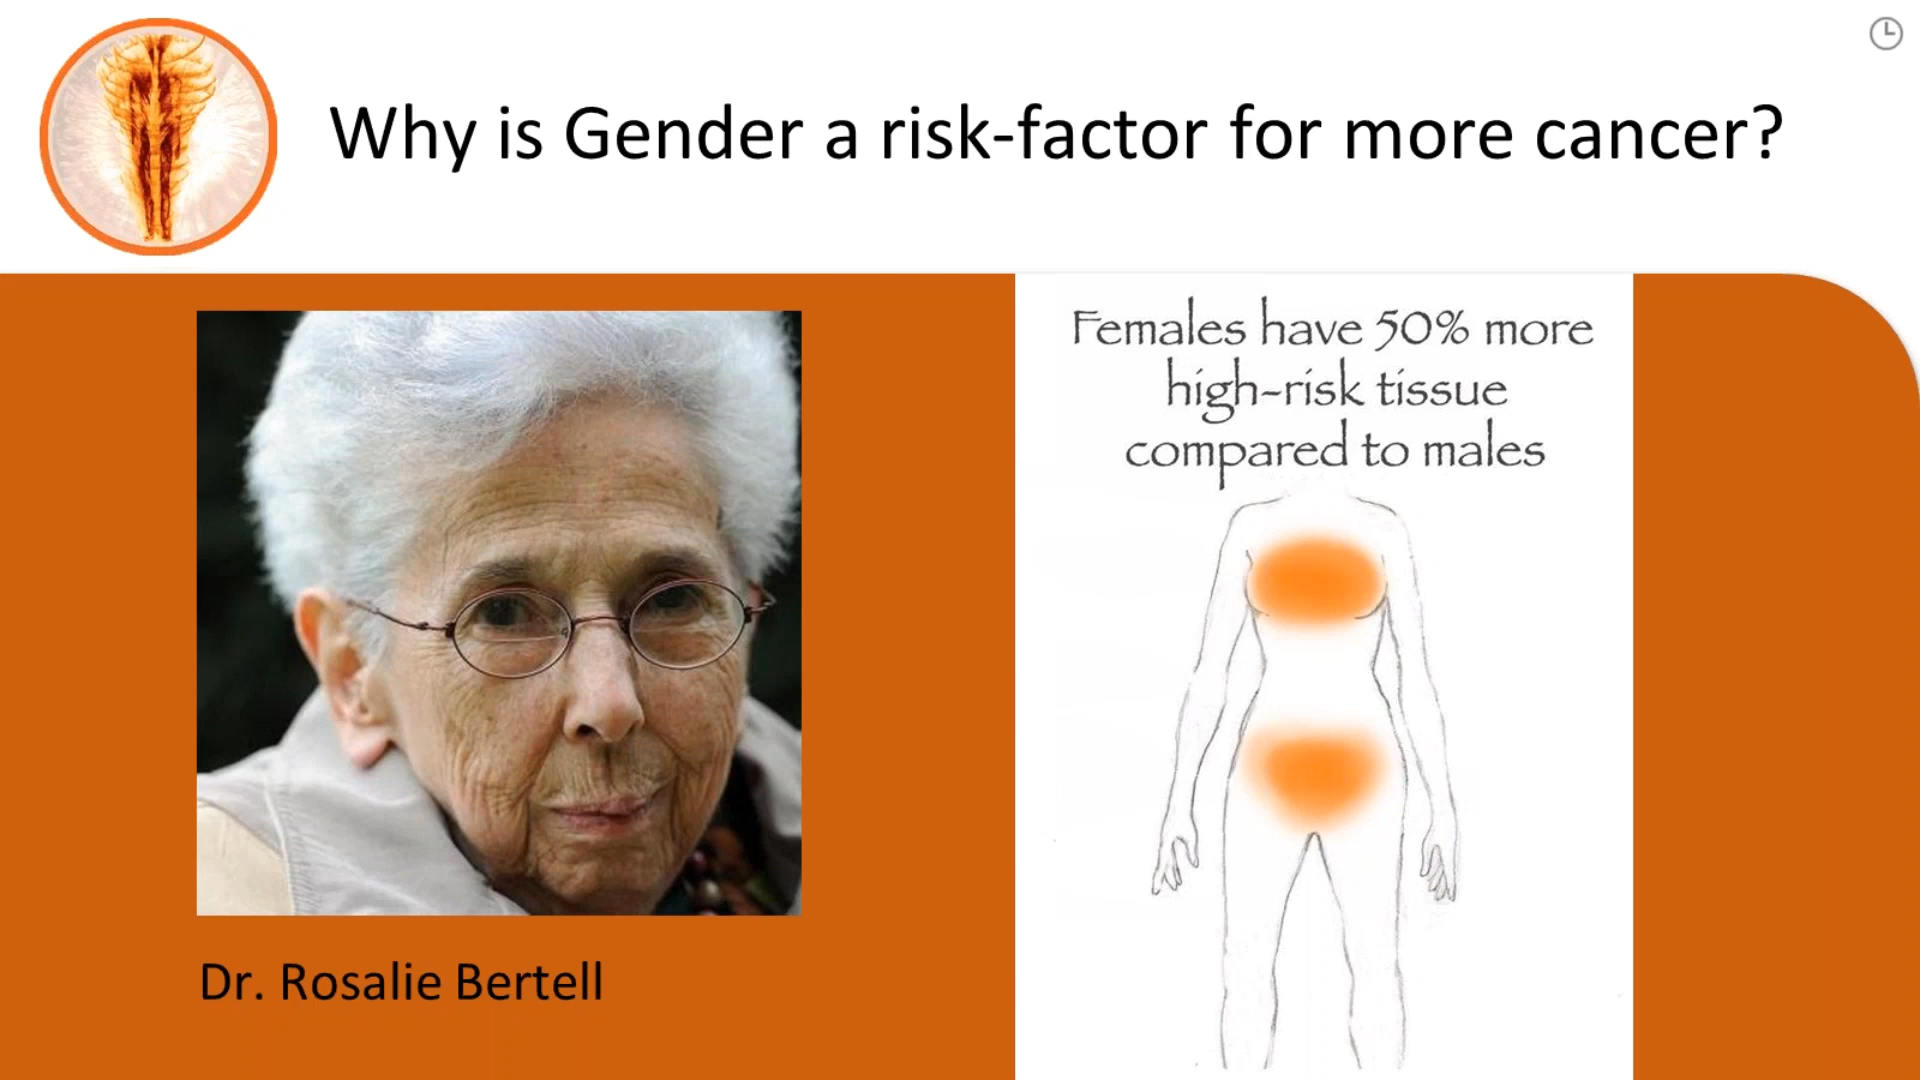 Why is Gender a risk-factor for more cancer?
Females have 50% more
high-risk tissue
compared to males
Dr. Rosalie Bertell